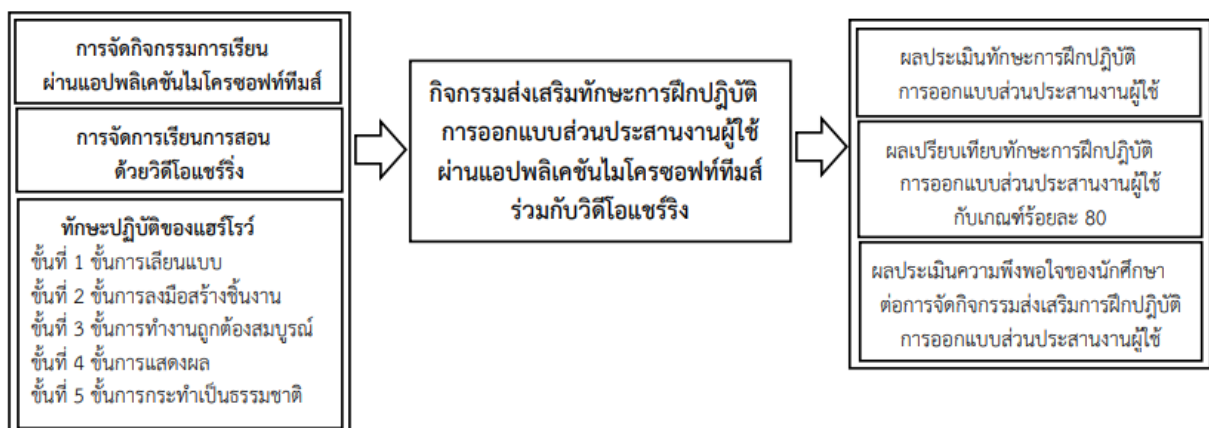 การจัดกิจกรรมการเรียน
ผ่านแอปพลิเคชันไมโครซอฟท์ทีมส์
การจัดการเรียนการสอน
ด้วยวิดีโอแชร์ริ่ง
ทักษะปฏิบัติของแฮร์โรว์
ขั้นที่ 1 ขั้นการเลียนแบบ
ขั้นที่ 2 ขั้นการลงมือสร้างชิ้นงาน
ขั้นที่ 3 ขั้นการทำงานถูกต้องสมบูรณ์
ขั้นที่ 4 ขั้นการแสดงผล
ขั้นที่ 5 ขั้นการกระทำเป็นธรรมชาติ
กิจกรรมส่งเสริมทักษะการฝึกปฏิบัติ
การออกแบบส่วนประสานงานผู้ใช้
ผ่านแอปพลิเคชันไมโครซอฟท์ทีมส์
ร่วมกับวิดีโอแชร์ริง
ผลประเมินทักษะการฝึกปฏิบัติ
การออกแบบส่วนประสานงานผู้ใช้
ผลเปรียบเทียบทักษะการฝึกปฏิบัติ
การออกแบบส่วนประสานงานผู้ใช้
กับเกณฑ์ร้อยละ 80
ผลประเมินความพึงพอใจของนักศึกษา
ต่อการจัดกิจกรรมส่งเสริมการฝึกปฏิบัติ
การออกแบบส่วนประสานงานผู้ใช้